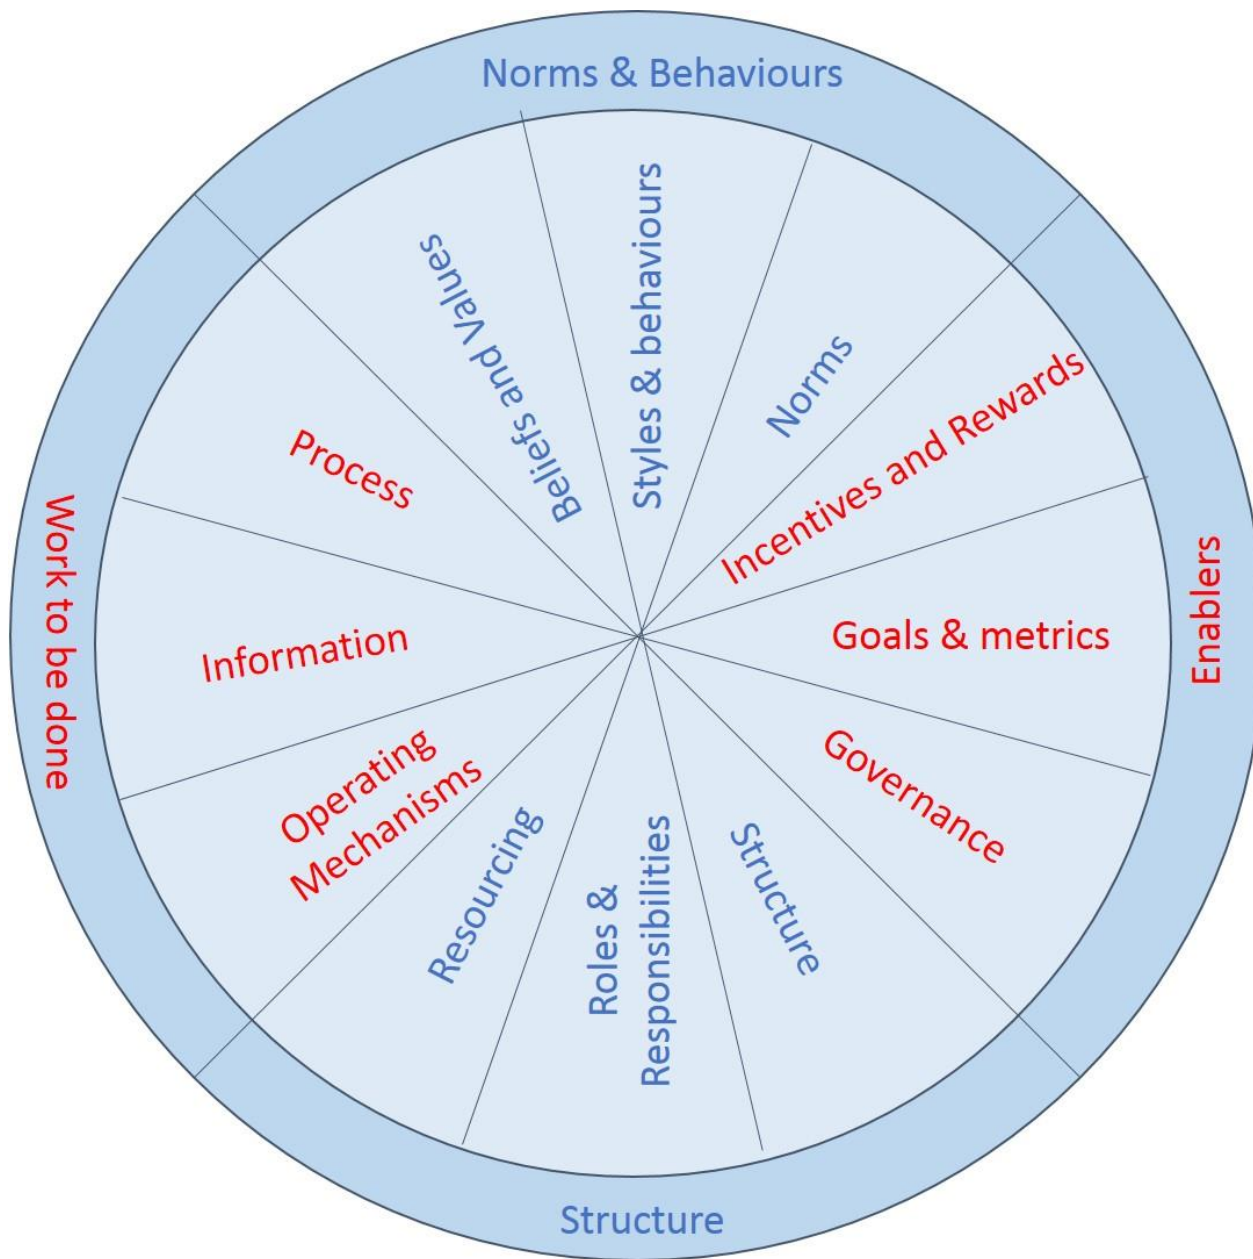 Norms & Behaviours
Styles & behaviours
Beliefs and Values
Norms
Incentives and Rewards
Process
Work to be done
Information
Goals & metrics
Enablers
Operating
Mechanisms
Governance
Resourcing
Roles &
Responsibilities
Structure
Structure